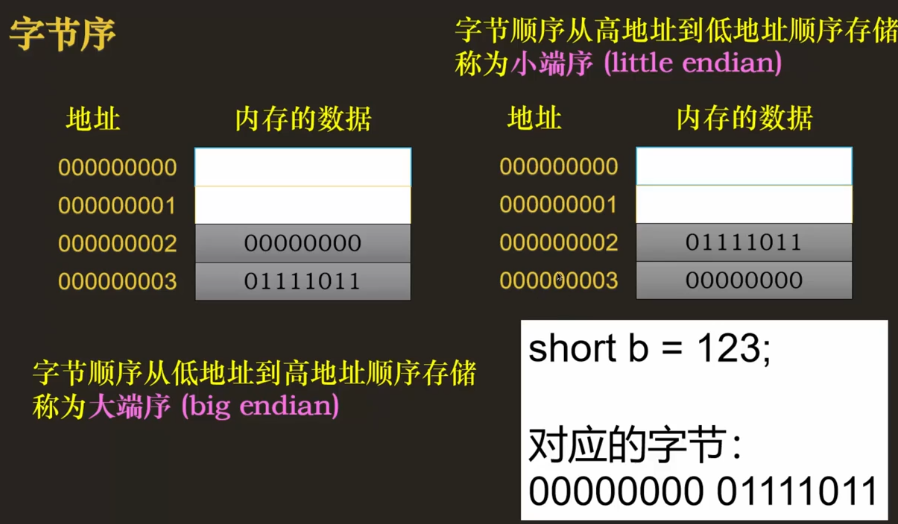 字节序
字节顺序从高地址到低地址顺序存储
称为小端序 (little endian)
地址 内存的数据
000000000
000000001
000000002 00000000
000000003 01111011
地址 内存的数据
000000000
000000001
000000002 01111011
000000003 00000000
字节顺序从低地址到高地址顺序存储
称为大端序 (big endian)
short b = 123;
对应的字节：
00000000 01111011